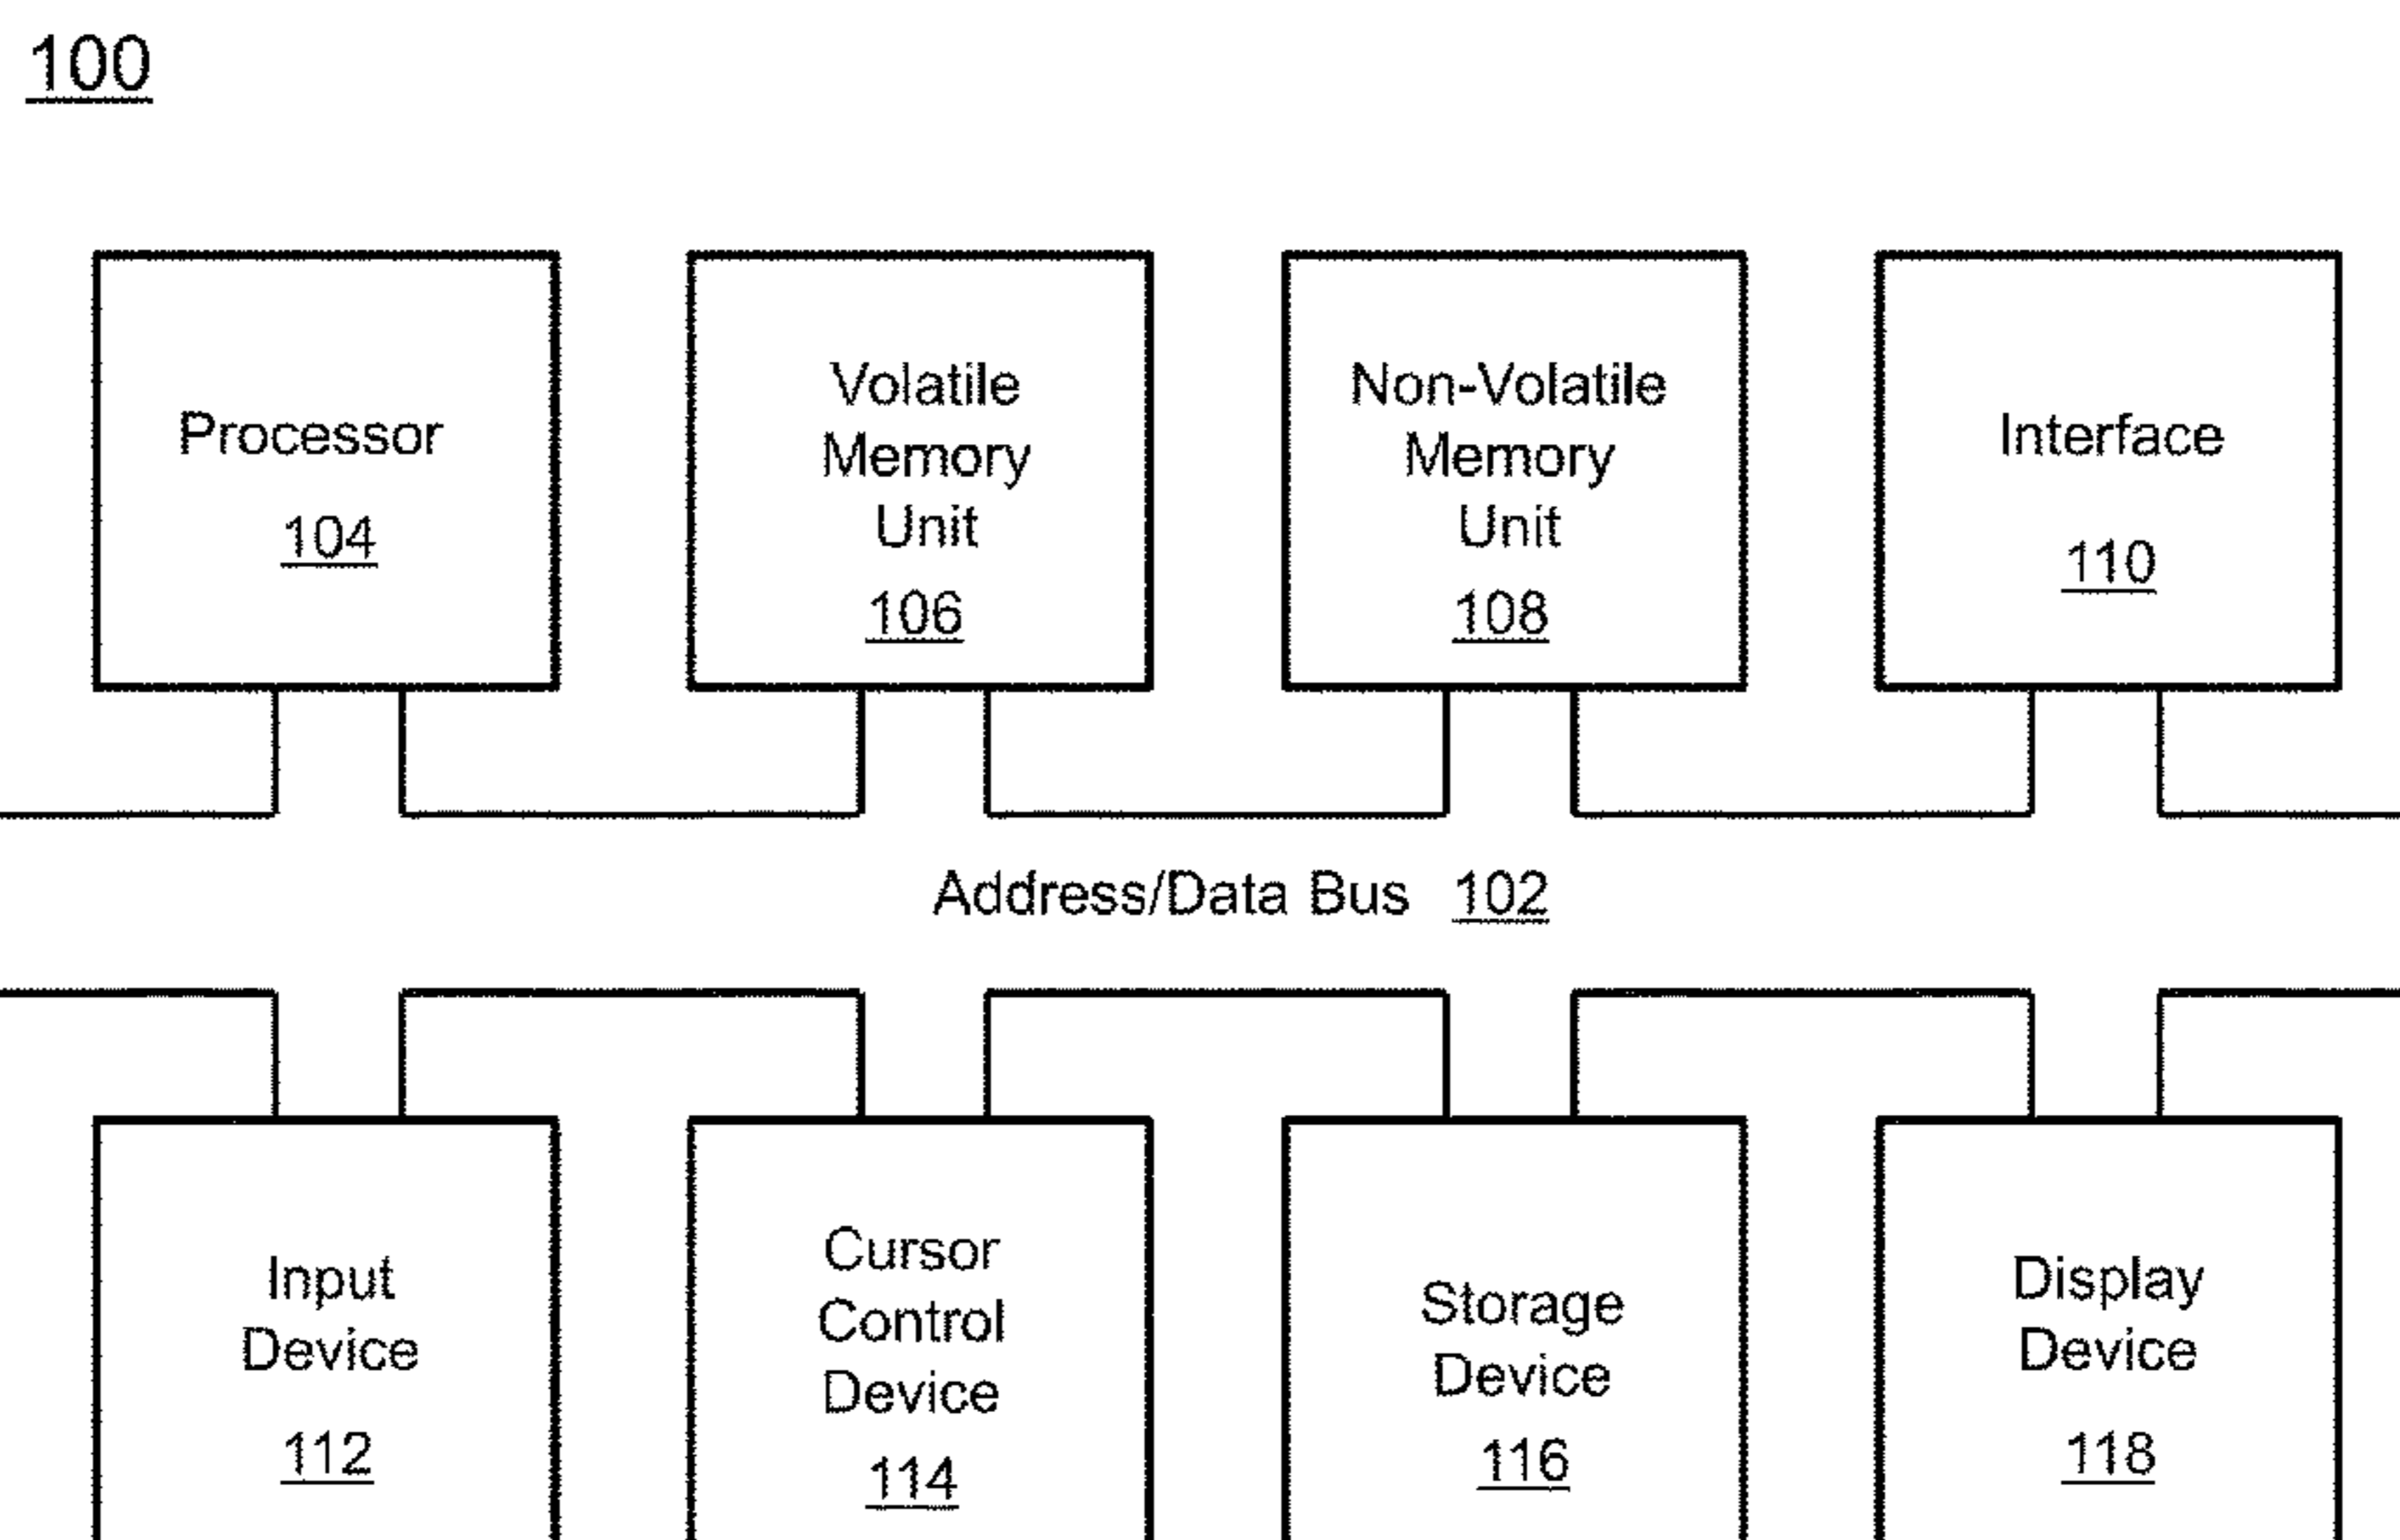 100
Processor
104
Volatile
Memory
Unit
106
Non-Volatile
Memory
Unit
108
Interface
110
Address/Data Bus 102
Input
Device
112
Cursor
Control
Device
114
Storage
Device
116
Display
Device
118